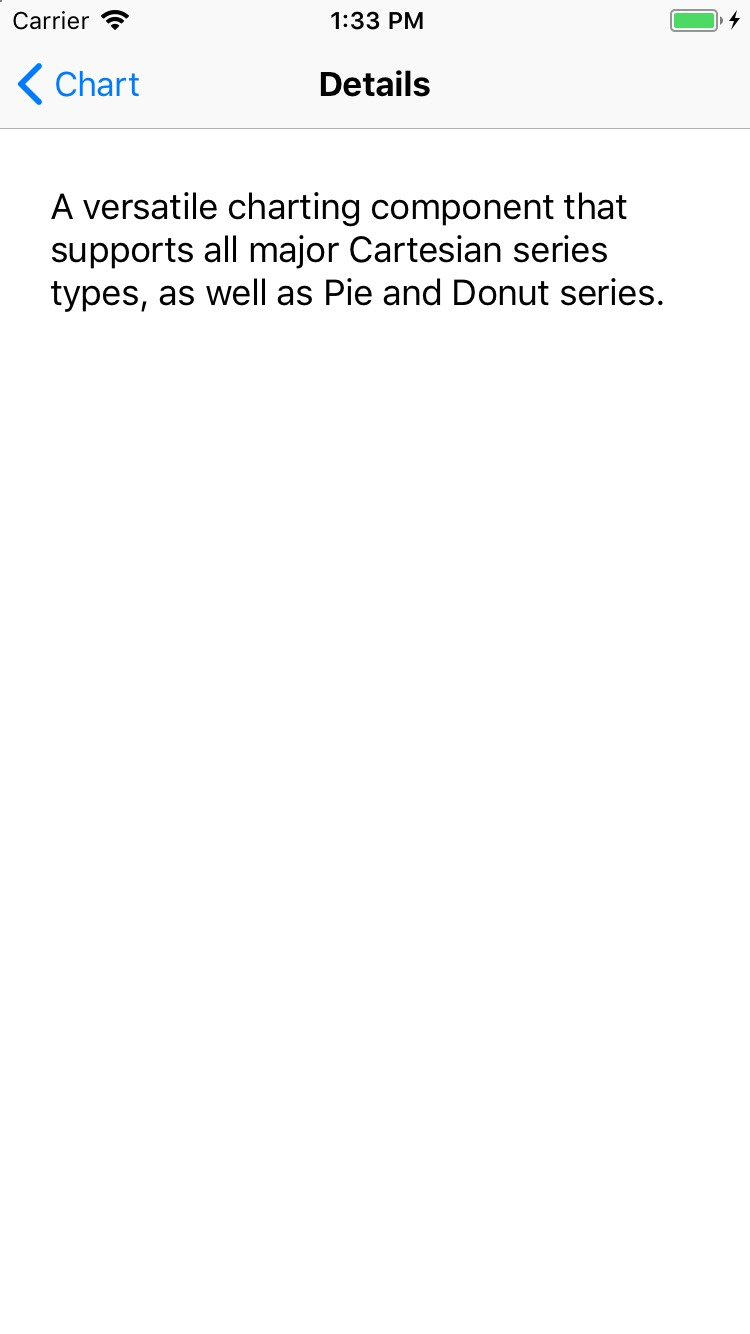 Carrier 1:33 PM
Chart Details
A versatile charting component that
supports all major Cartesian series
types, as well as Pie and Donut series.